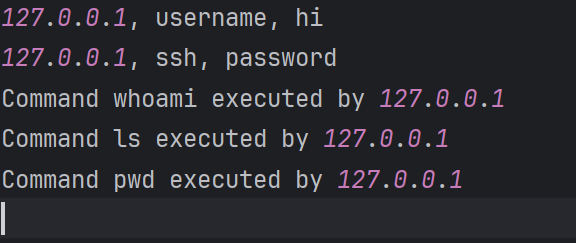 127.0.0.1, username, hi
127.0.0.1, ssh, password
Command whoami executed by 127.0.0.1
Command ls executed by 127.0.0.1
Command pwd executed by 127.0.0.1